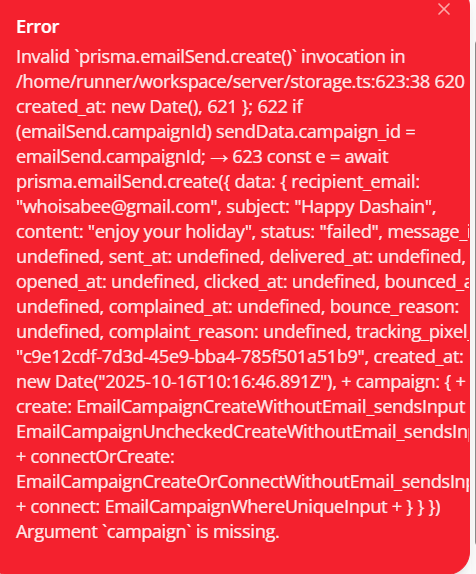 Error
Invalid `prisma.emailSend.create()` invocation in
/home/runner/workspace/server/storage.ts:623:38 620
created_at: new Date(), 621 }; 622 if
(emailSend.campaignId) sendData.campaign_id =
emailSend.campaignId; → 623 const e = await
prisma.emailSend.create({ data: { recipient_email:
"whoisabee@gmail.com", subject: "Happy Dashain",
content: "enjoy your holiday", status: "failed", message_i
undefined, sent_at: undefined, delivered_at: undefined,
opened_at: undefined, clicked_at: undefined, bounced_a
undefined, complained_at: undefined, bounce_reason:
undefined, complaint_reason: undefined, tracking_pixel_
"c9e12cdf-7d3d-45e9-bba4-785f501a51b9", created_at:
new Date("2025-10-16T10:16:46.891Z"), + campaign: { +
create: EmailCampaignCreateWithoutEmail_sendsInput
EmailCampaignUncheckedCreateWithoutEmail_sendsInp
+ connectOrCreate:
EmailCampaignCreateOrConnectWithoutEmail_sendsInp
+ connect: EmailCampaignWhereUniqueInput + } } })
Argument `campaign` is missing.